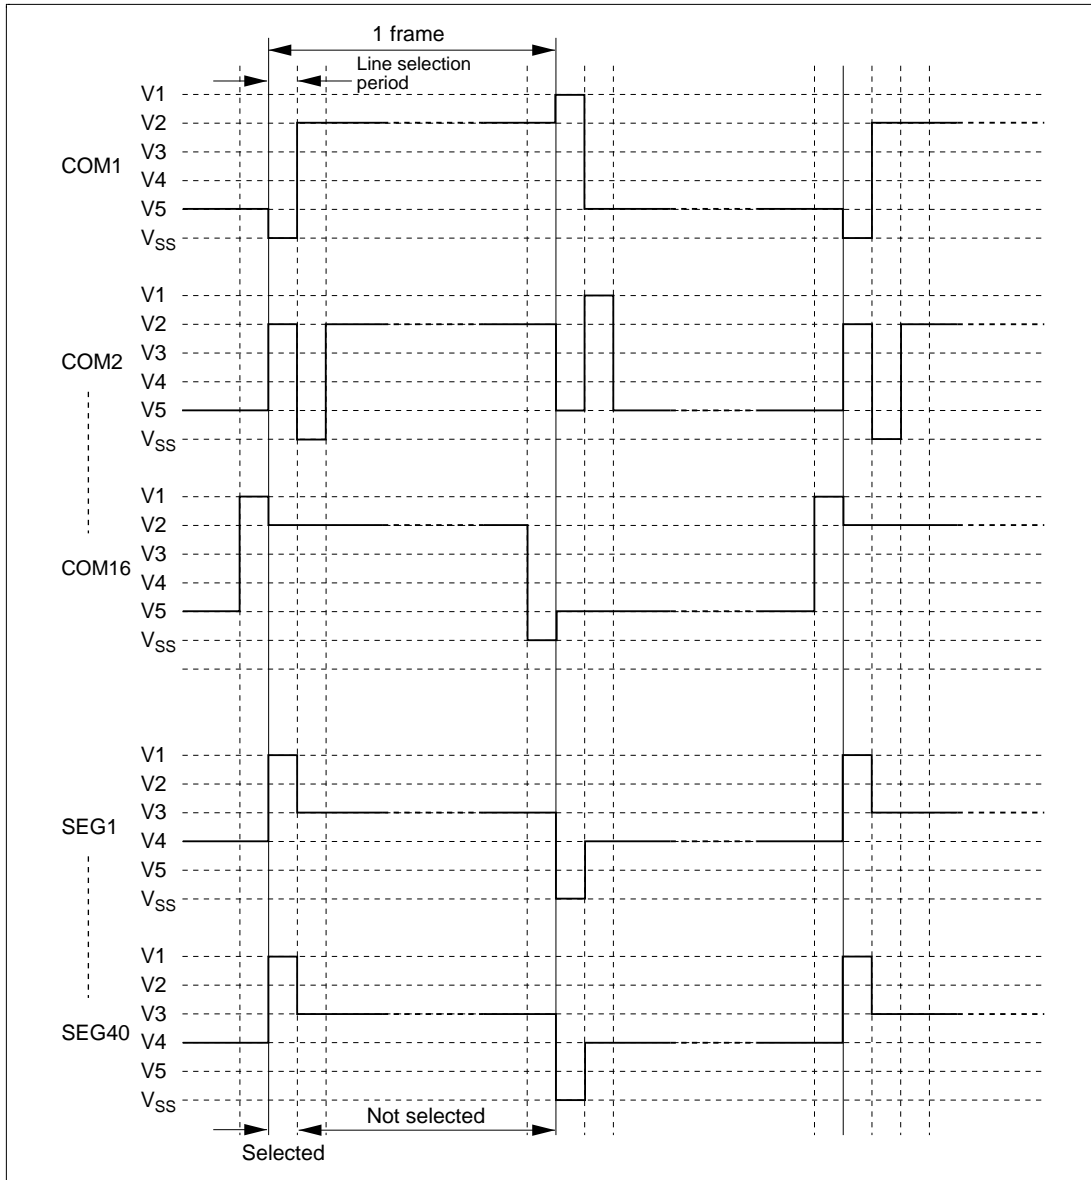 1 frame
Line selection
period
V1
V2
V3
COM1
V4
V5
VSS
V1
V2
V3
COM2
V4
V5
VSS
V1
V2
V3
COM16
V4
V5
VSS
V1
V2
V3
SEG1
V4
V5
VSS
V1
V2
V3
SEG40
V4
V5
VSS
Not selected
Selected